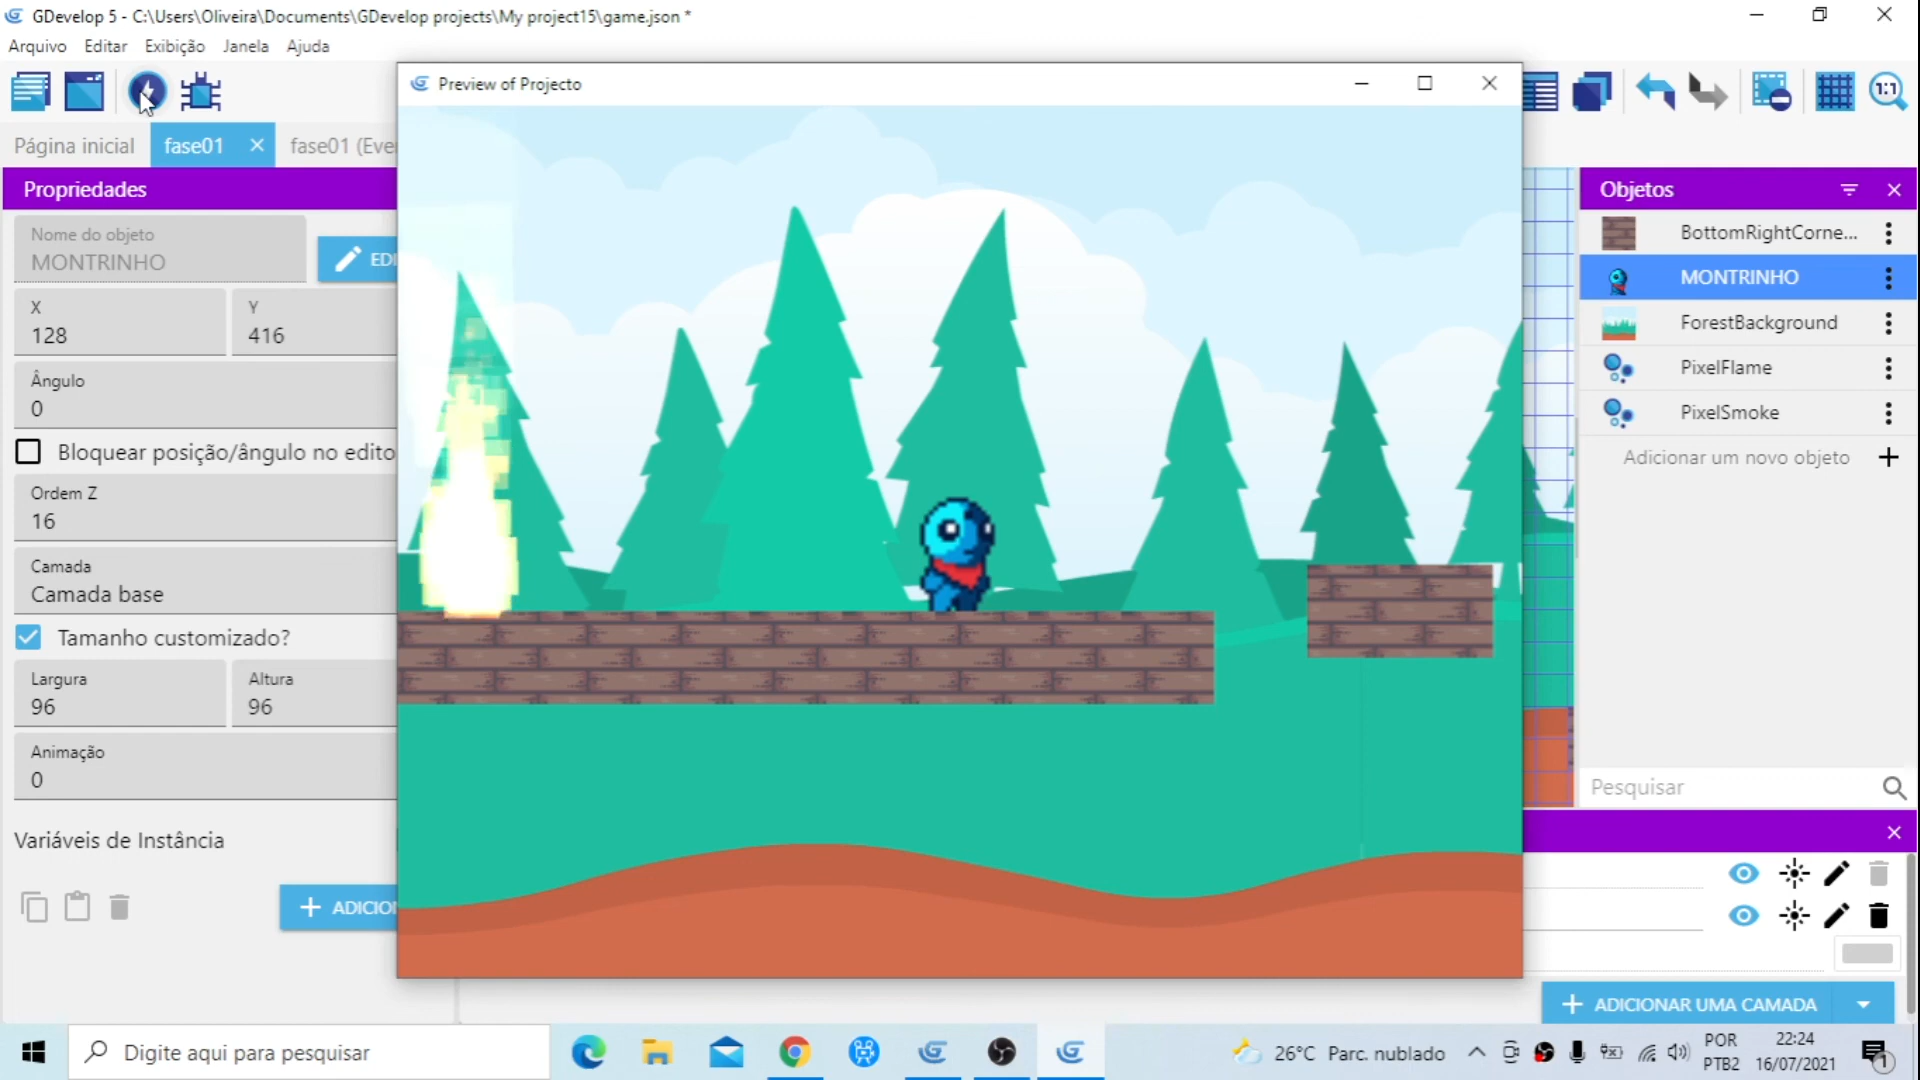 GDevelop 5 - C:\Users\Oliveira\Documents\GDevelop projects\My project15\game.json *
Arquivo Editar Exibição Janela Ajuda
Preview of Projecto
1:1
Página inicial
fase01
fase01 (Eve
Propriedades
Nome do objeto
MONTRINHO
EDI
X
128
Y
416
Ângulo
0
Bloquear posição/ângulo no edito
Ordem Z
16
Camada
Camada base
Tamanho customizado?
Largura
96
Altura
96
Animação
0
Variáveis de Instância
ADICIO
Objetos
BottomRightCorne...
MONTRINHO
ForestBackground
PixelFlame
PixelSmoke
Adicionar um novo objeto
Pesquisar
ADICIONAR UMA CAMADA
Digite aqui para pesquisar
26°C Parc. nublado
POR
PTB2
22:24
16/07/2021
1